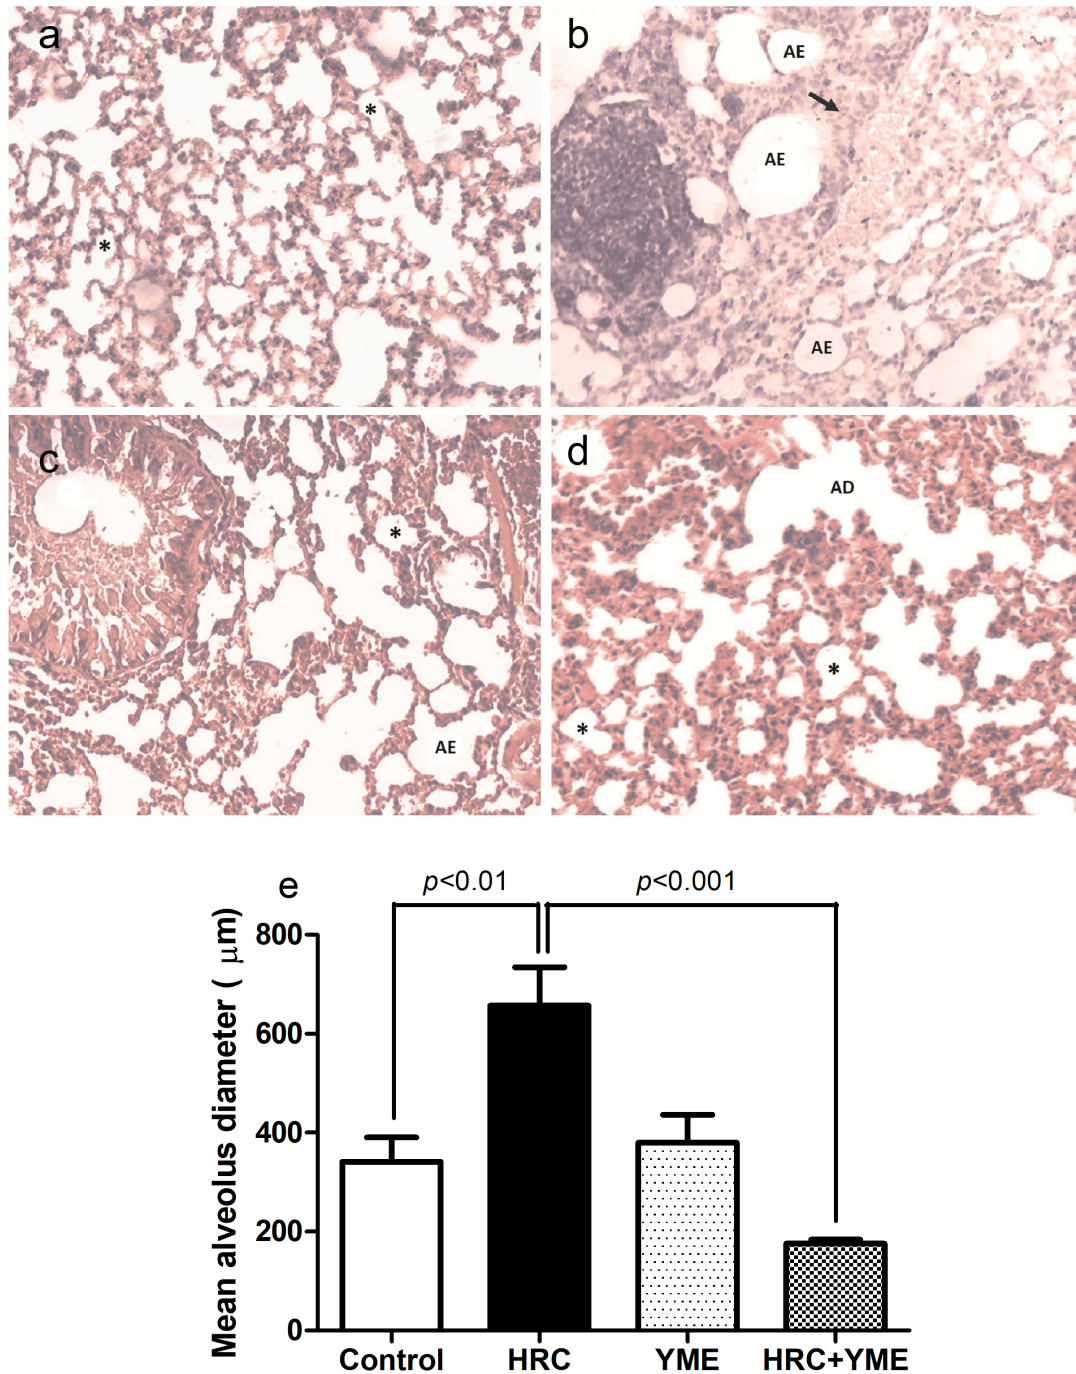 a
*
*
b
AE
AE
AE
c
*
AE
d
AD
*
*
e
p<0.01
p<0.001
Mean alveolus diameter ( μm)
800
600
400
200
0
Control HRC YME HRC+YME